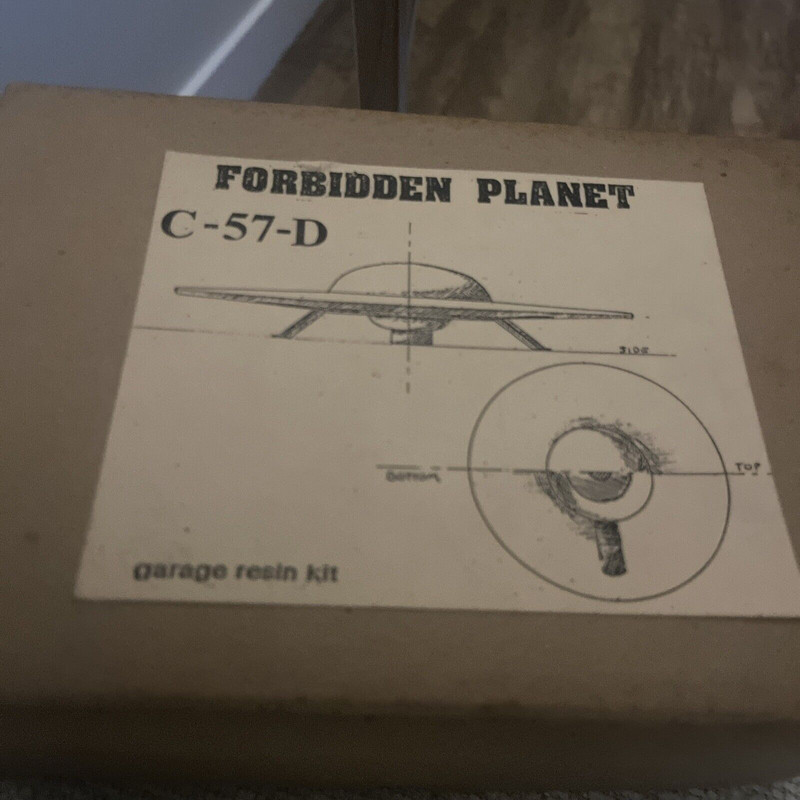 FORBIDDEN PLANET
C-57-D
SIDE
TOP
BOTTOM
garage resin kit